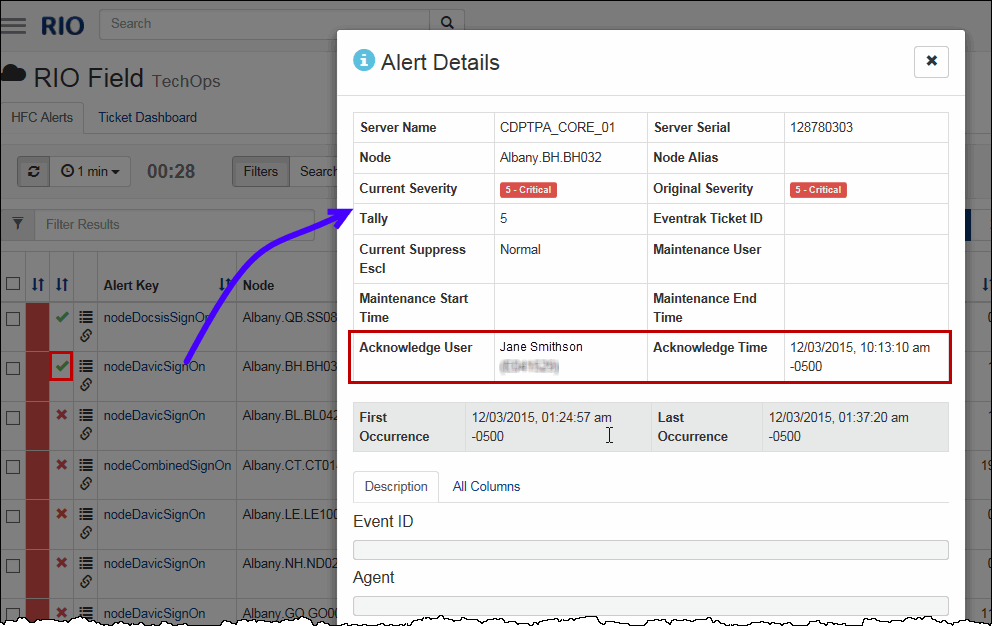 RIO
Search
RIO Field TechOps
HFC Alerts
Ticket Dashboard
1 min
00:28
Filters
Search
Filter Results
Alert Key
Node
nodeDocsisSignOn
Albany.QB.SS08
nodeDavicSignOn
Albany.BH.BH03
nodeDavicSignOn
Albany.BL.BL042
nodeCombinedSignOn
Albany.CT.CT014
nodeDavicSignOn
Albany.LE.LE100
nodeDavicSignOn
Albany.NH.ND02
nodeDavicSignOn
Albany.GO.GO00
Alert Details
Server Name
CDPTPA_CORE_01
Server Serial
128780303
Node
Albany.BH.BH032
Node Alias
Current Severity
5 - Critical
Original Severity
5 - Critical
Tally
5
Eventrak Ticket ID
Current Suppress
Escl
Normal
Maintenance User
Maintenance Start
Time
Maintenance End
Time
Acknowledge User
Jane Smithson
Acknowledge Time
12/03/2015, 10:13:10 am
-0500
First
Occurrence
12/03/2015, 01:24:57 am
-0500
Last
Occurrence
12/03/2015, 01:37:20 am
-0500
Description
All Columns
Event ID
Agent